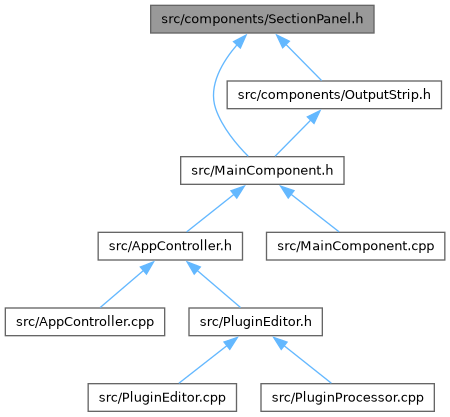 src/components/SectionPanel.h
src/components/OutputStrip.h
src/MainComponent.h
src/AppController.h
src/MainComponent.cpp
src/AppController.cpp
src/PluginEditor.h
src/PluginEditor.cpp
src/PluginProcessor.cpp